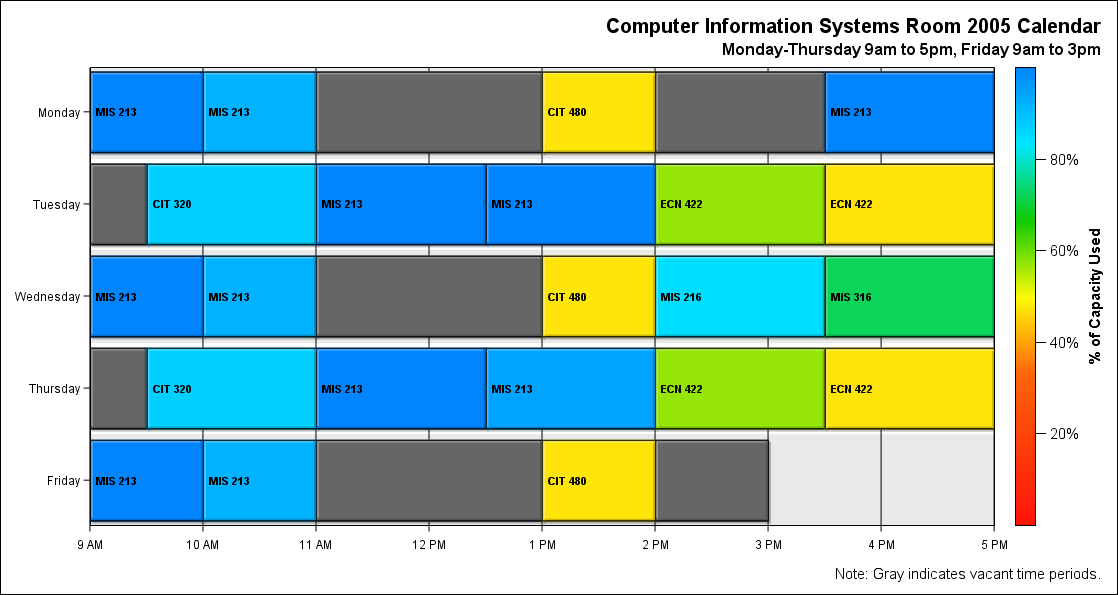 Computer Information Systems Room 2005 Calendar
Monday-Thursday 9am to 5pm, Friday 9am to 3pm
Monday MIS 213 MIS 213 CIT 480 MIS 213
Tuesday CIT 320 MIS 213 MIS 213 ECN 422 ECN 422
Wednesday MIS 213 MIS 213 CIT 480 MIS 216 MIS 316
Thursday CIT 320 MIS 213 MIS 213 ECN 422 ECN 422
Friday MIS 213 MIS 213 CIT 480
9 AM 10 AM 11 AM 12 PM 1 PM 2 PM 3 PM 4 PM 5 PM
80%
60%
40%
20%
% of Capacity Used
Note: Gray indicates vacant time periods.